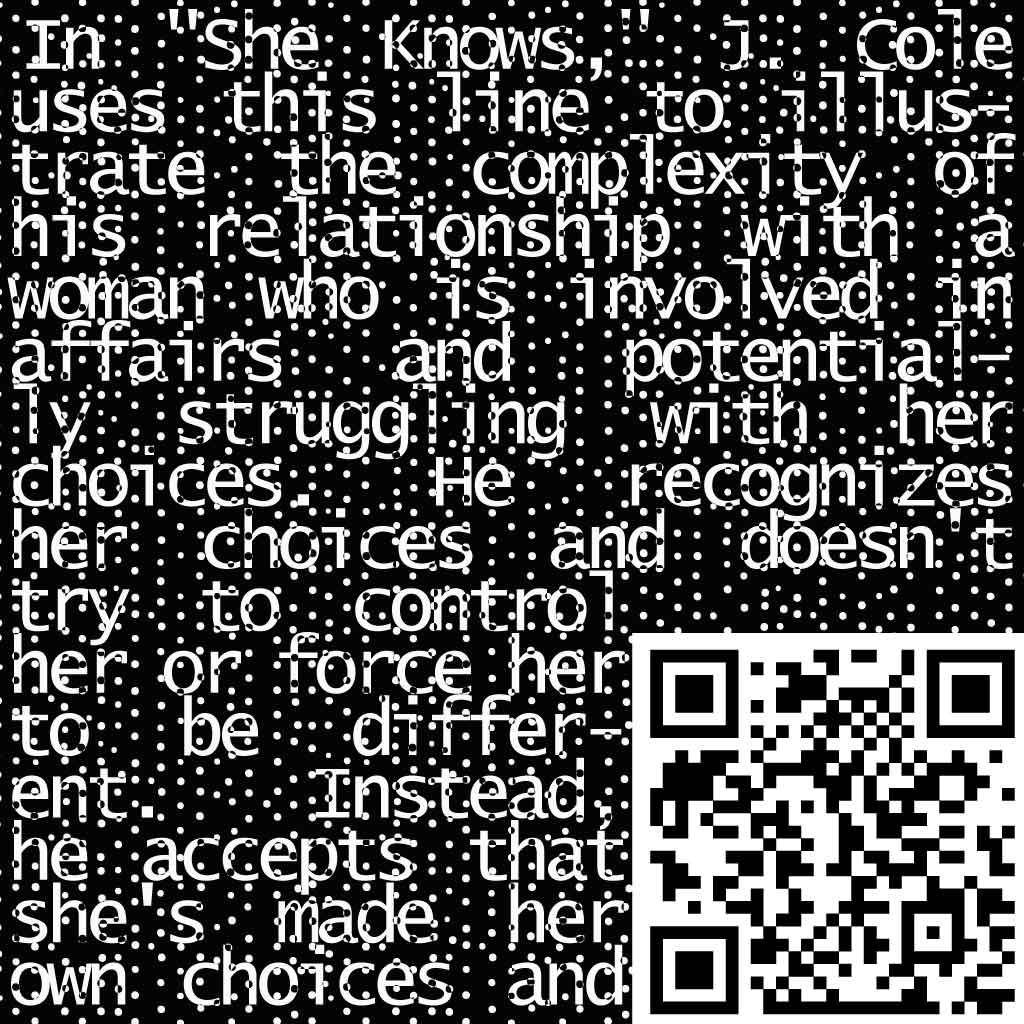 In "She Knows," J. Cole
uses this line to illus-
trate the complexity of
his relationship with a
woman who is involved in
affairs and potential-
ly struggling with her
choices. He recognizes
her choices and doesn't
try to control
her or force her
to be differ-
ent. Instead,
he accepts that
she's made her
own choices and